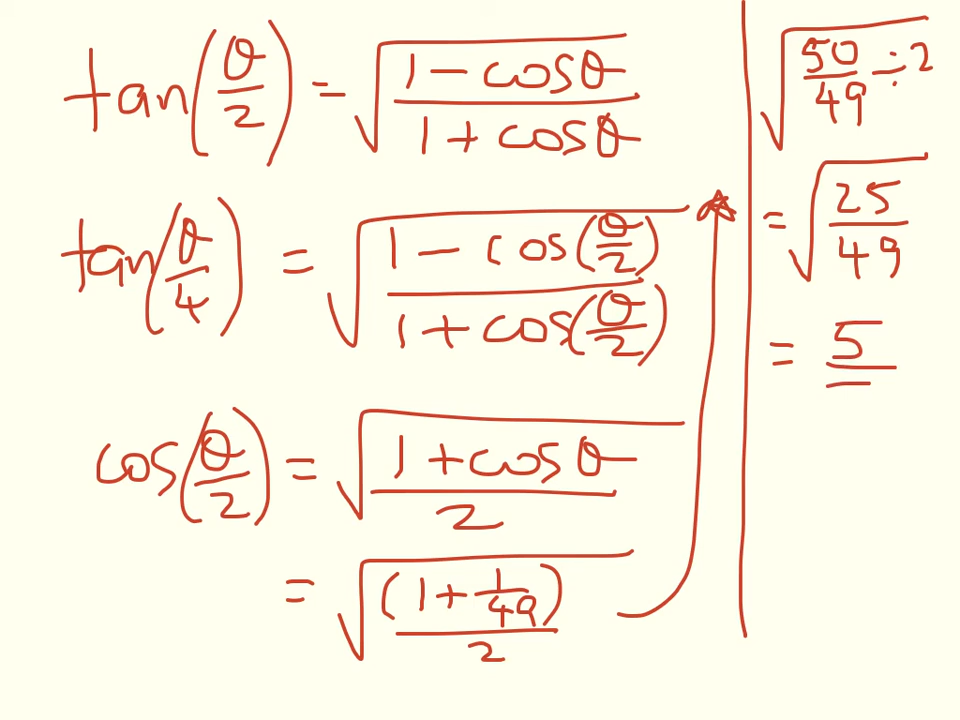 tan(θ/2) = √((1 - cosθ)/(1 + cosθ))
tan(θ/4) = √((1 - cos(θ/2))/(1 + cos(θ/2)))
cos(θ/2) = √((1 + cosθ)/2)
= √((1 + 1/49)/2)
√(50/49 ÷ 2)
= √(25/49)
= 5